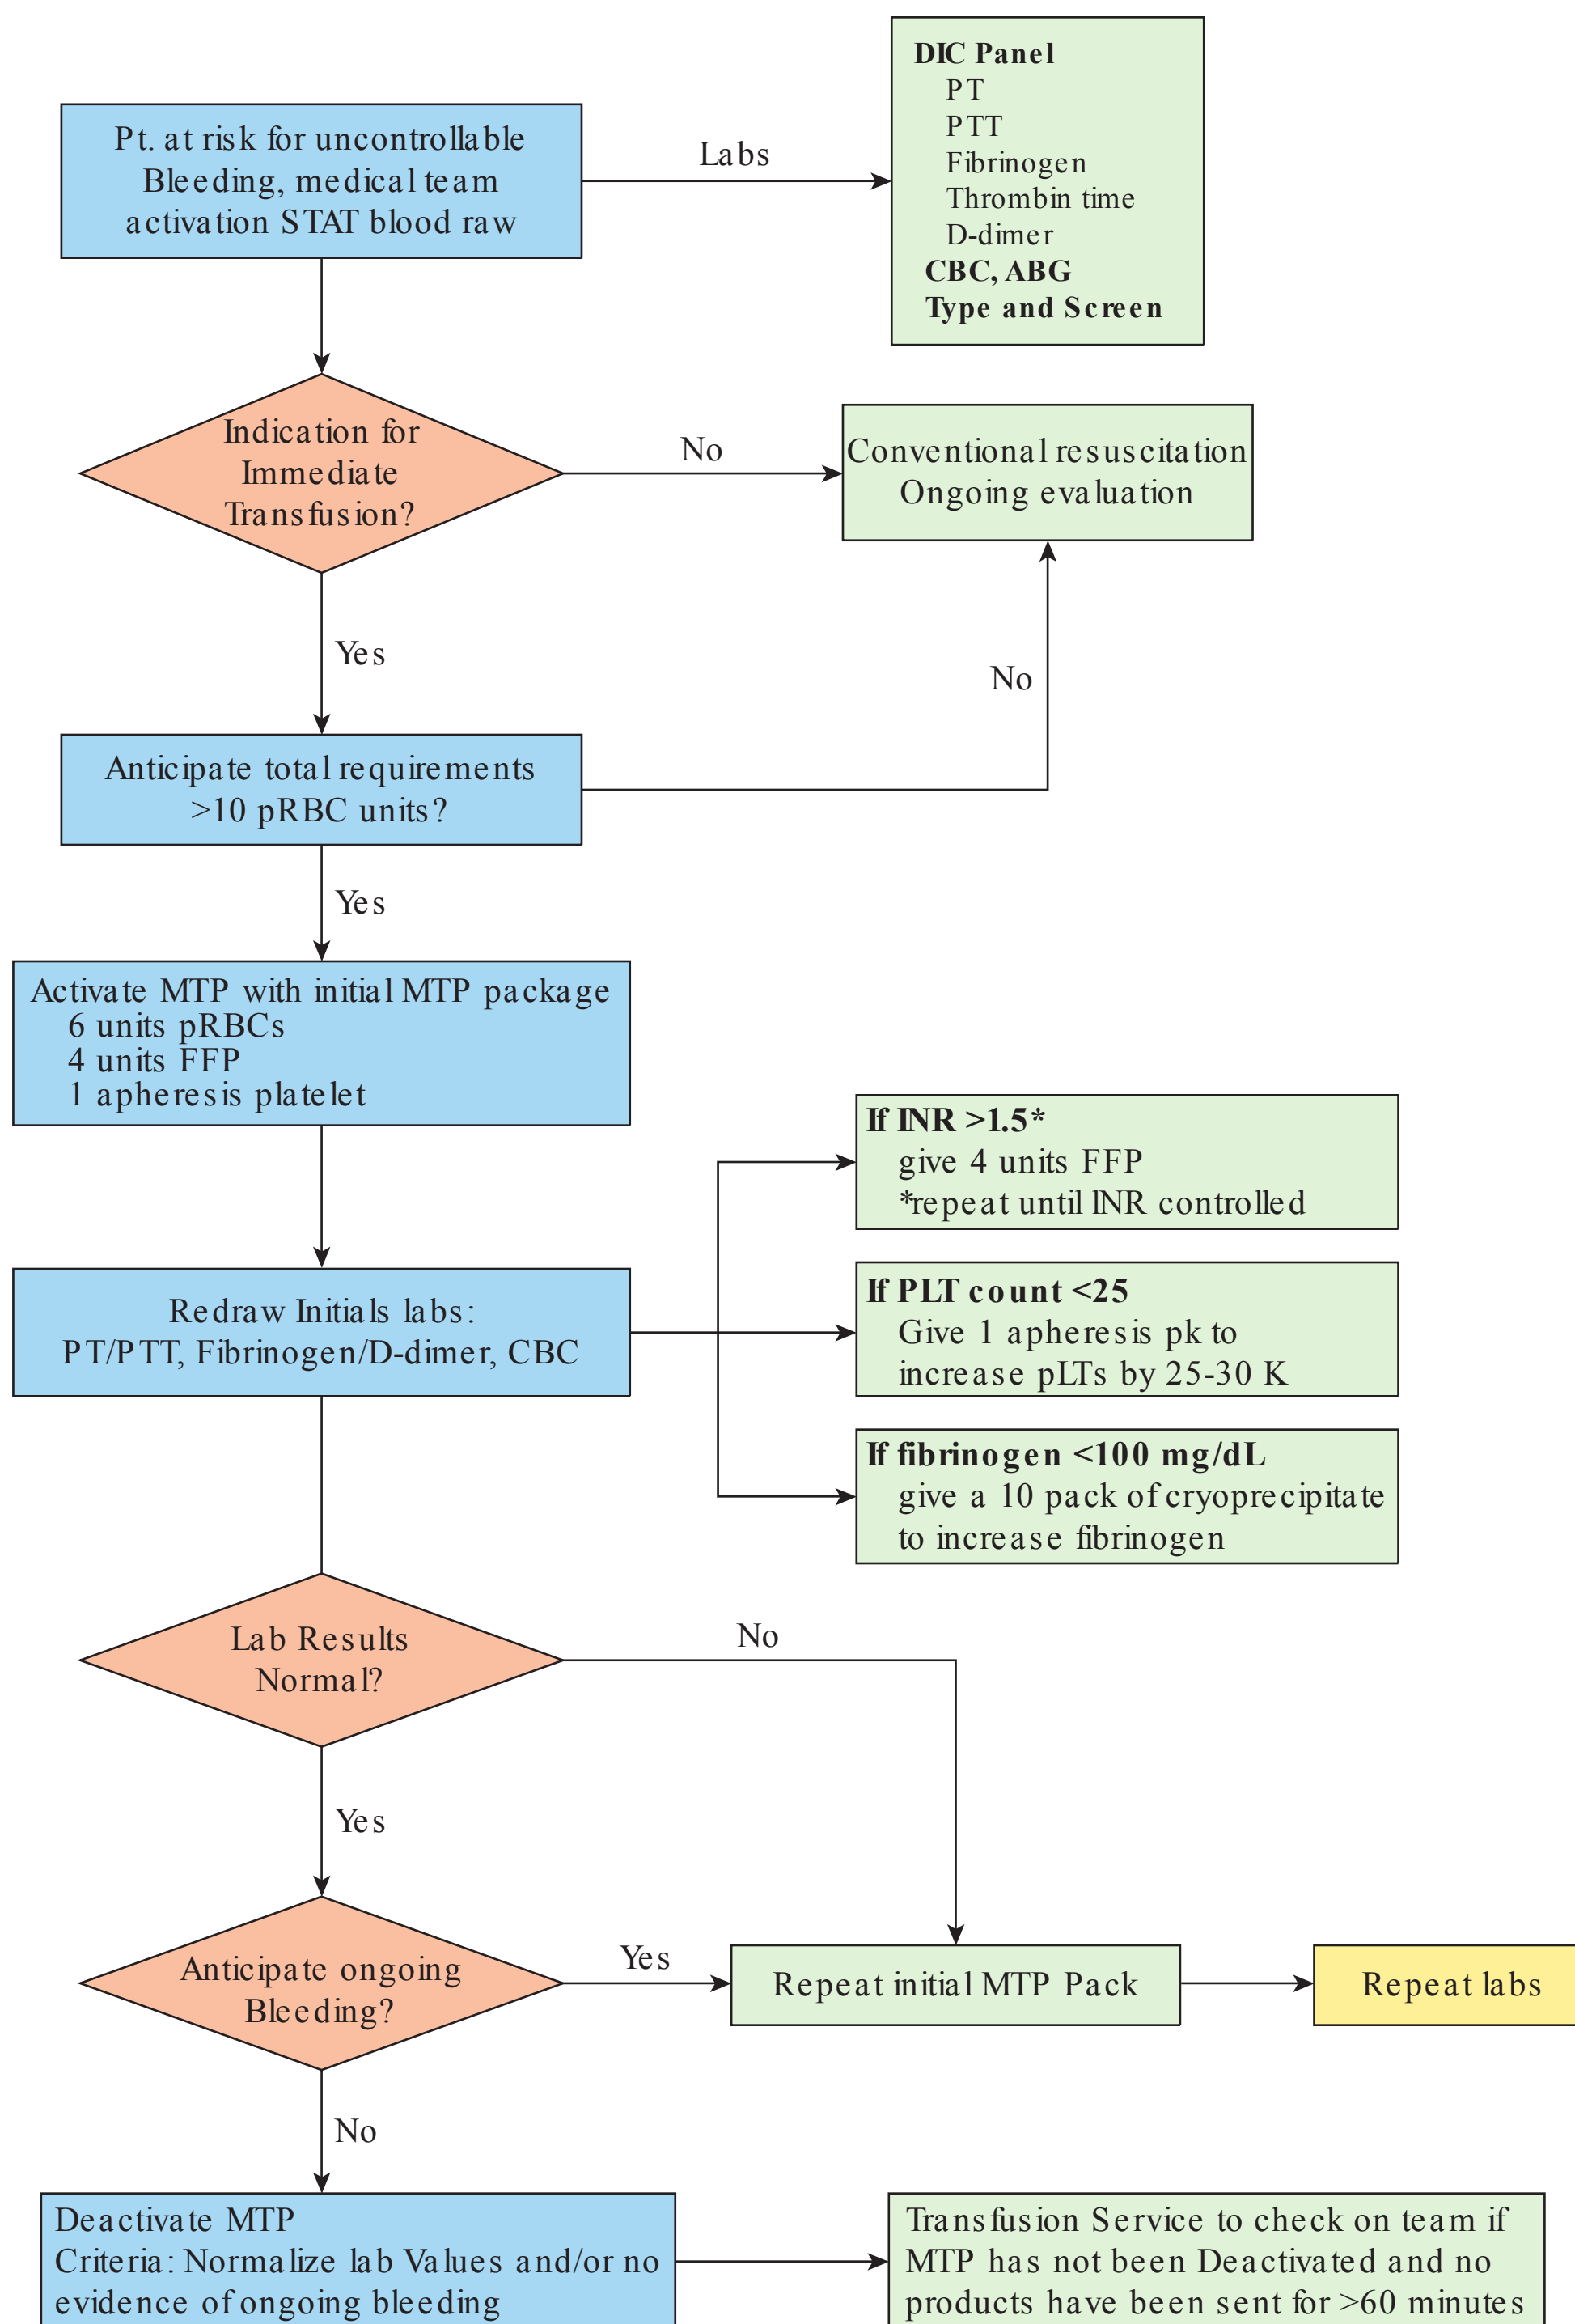 Pt. at risk for uncontrollable
Bleeding, medical team
activation STAT blood raw
Labs
DIC Panel
PT
PTT
Fibrinogen
Thrombin time
D-dimer
CBC, ABG
Type and Screen
Indication for
Immediate
Transfusion?
No
Conventional resuscitation
Ongoing evaluation
Yes
No
Anticipate total requirements
>10 pRBC units?
Yes
Activate MTP with initial MTP package
6 units pRBCs
4 units FFP
1 apheresis platelet
If INR >1.5*
give 4 units FFP
*repeat until INR controlled
Redraw Initials labs:
PT/PTT, Fibrinogen/D-dimer, CBC
If PLT count <25
Give 1 apheresis pk to
increase pLTs by 25-30 K
If fibrinogen <100 mg/dL
give a 10 pack of cryoprecipitate
to increase fibrinogen
Lab Results
Normal?
No
Yes
Anticipate ongoing
Bleeding?
Yes
Repeat initial MTP Pack
Repeat labs
No
Deactivate MTP
Criteria: Normalize lab Values and/or no
evidence of ongoing bleeding
Transfusion Service to check on team if
MTP has not been Deactivated and no
products have been sent for >60 minutes